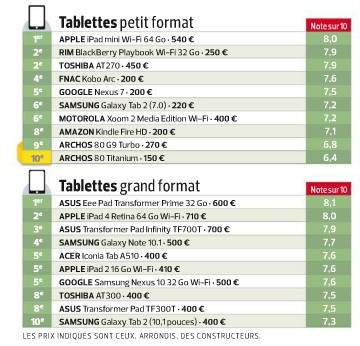 Tablettes petit format
Note sur 10
1er APPLE iPad mini Wi-Fi 64 Go • 540 € 8,0
2e RIM BlackBerry Playbook Wi-Fi 32 Go • 250 € 7.9
2e TOSHIBA AT270 • 450 € 7.9
4e FNAC Kobo Arc • 200 € 7,6
5e GOOGLE Nexus 7 • 200 € 7,5
6e SAMSUNG Galaxy Tab 2 (7.0) • 220 € 7.2
6e MOTOROLA Xoom 2 Media Edition Wi-Fi • 400 € 7.2
8e AMAZON Kindle Fire HD • 200 € 7.1
9e ARCHOS 80 G9 Turbo • 270 € 6,8
10e ARCHOS 80 Titanium • 150 € 6,4
Tablettes grand format
Note sur 10
1er ASUS Eee Pad Transformer Prime 32 Go • 600 € 8,1
2e APPLE iPad 4 Retina 64 Go Wi-Fi • 710 € 8,0
3e ASUS Transformer Pad Infinity TF700T • 700 € 7,9
4e SAMSUNG Galaxy Note 10.1 • 500 € 7.7
5e ACER Iconia Tab A510 • 400 € 7.6
5e APPLE iPad 2 16 Go Wi-Fi • 410 € 7.6
5e GOOGLE Samsung Nexus 10 32 Go Wi-Fi • 500 € 7,6
8e TOSHIBA AT300 • 400 € 7.5
8e ASUS Transformer Pad TF300T • 400 € 7.5
10e SAMSUNG Galaxy Tab 2 (10,1 pouces) • 400 € 7.3
LES PRIX INDIQUÉS SONT CEUX, ARRONDIS, DES CONSTRUCTEURS.